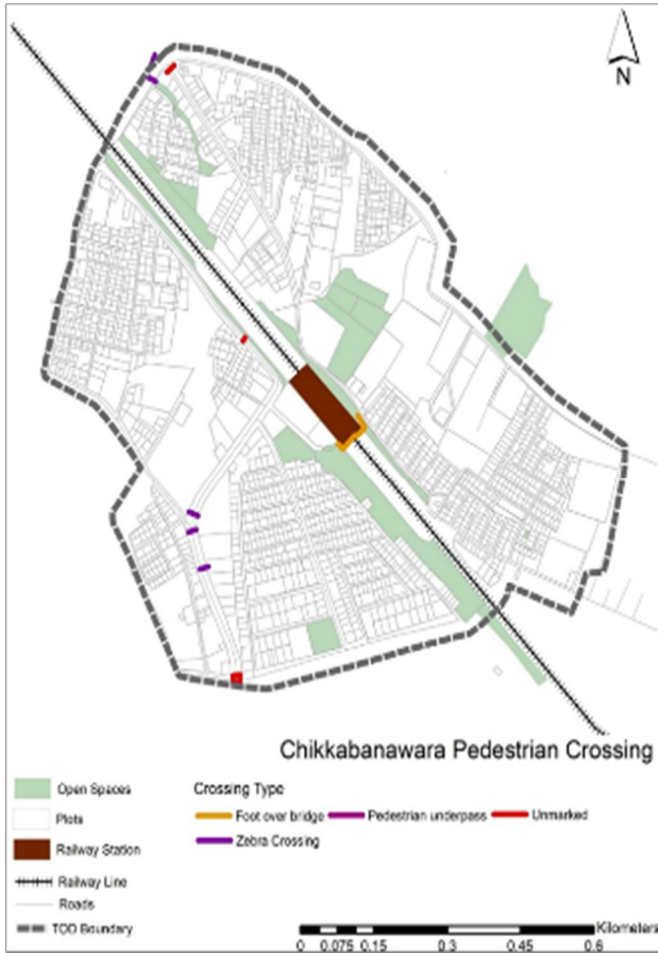 N
Chikkabanawara Pedestrian Crossing
Open Spaces
Plots
Railway Station
Railway Line
Roads
TOD Boundary
Crossing Type
Foot over bridge Pedestrian underpass Unmarked
Zebra Crossing
Kilometers
0 0.075 0.15 0.3 0.45 0.6